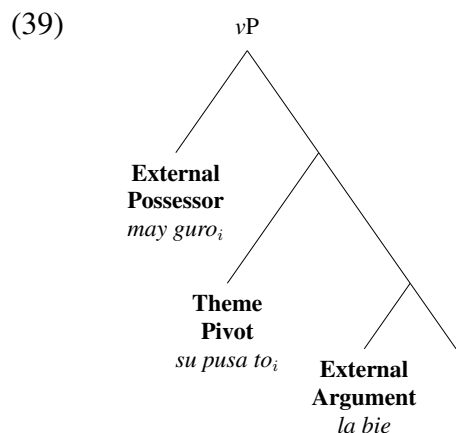 (39)
vP
External
Possessor
may guroᵢ
Theme
Pivot
su pusa toᵢ
External
Argument
la bie